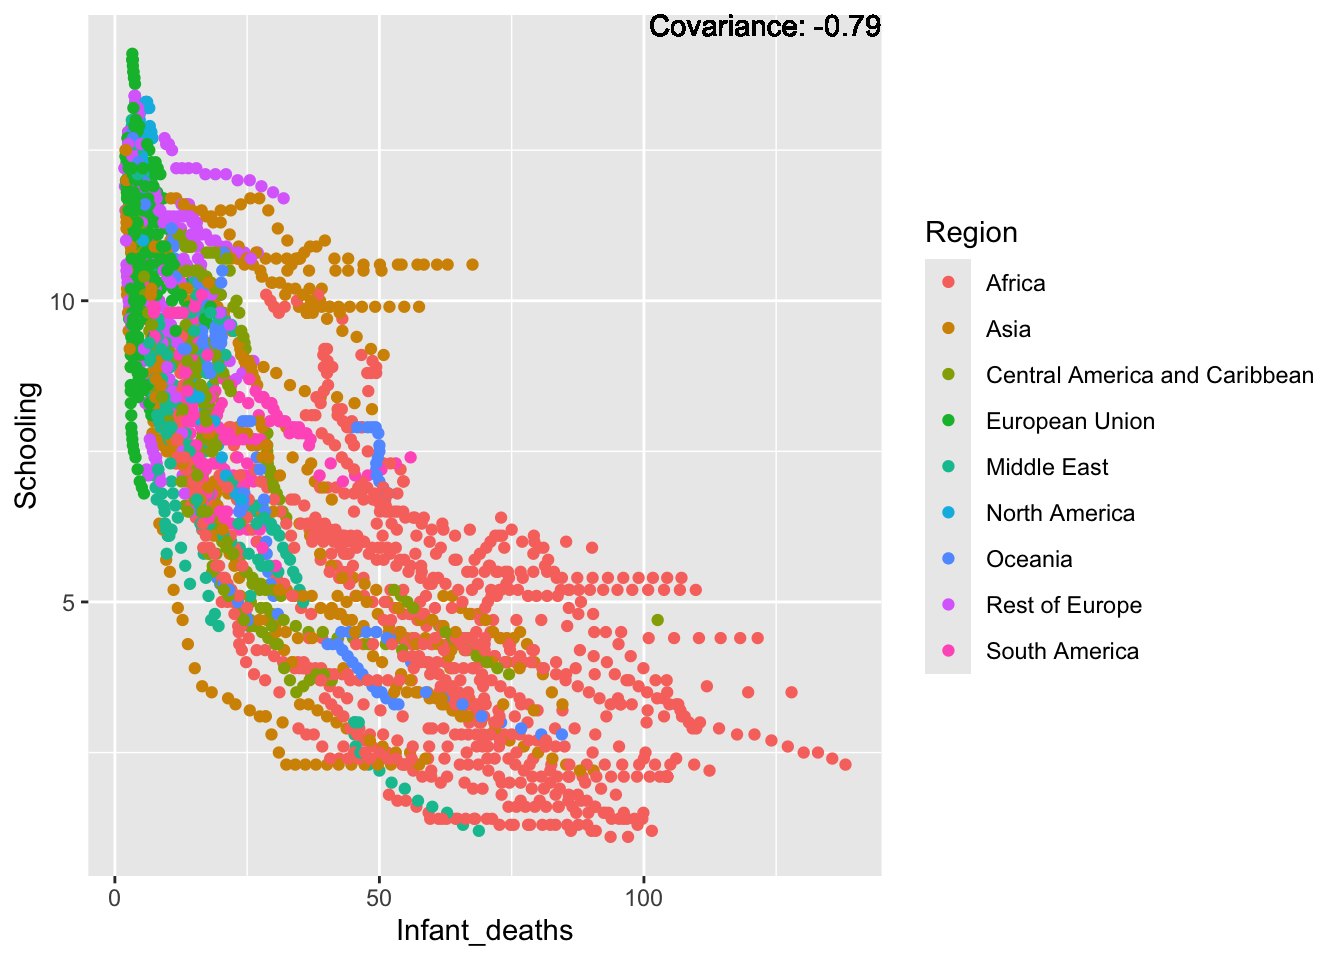 Covariance: -0.79
10
5
Schooling
0 50 100
Infant_deaths
Region
Africa
Asia
Central America and Caribbean
European Union
Middle East
North America
Oceania
Rest of Europe
South America